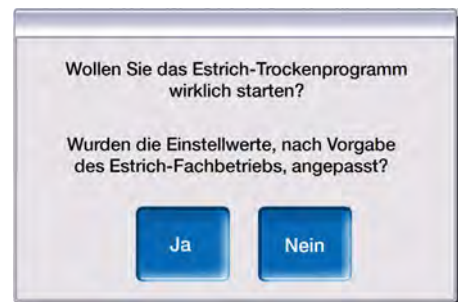 Wollen Sie das Estrich-Trockenprogramm
wirklich starten?
Wurden die Einstellwerte, nach Vorgabe
des Estrich-Fachbetriebs, angepasst?
Ja Nein